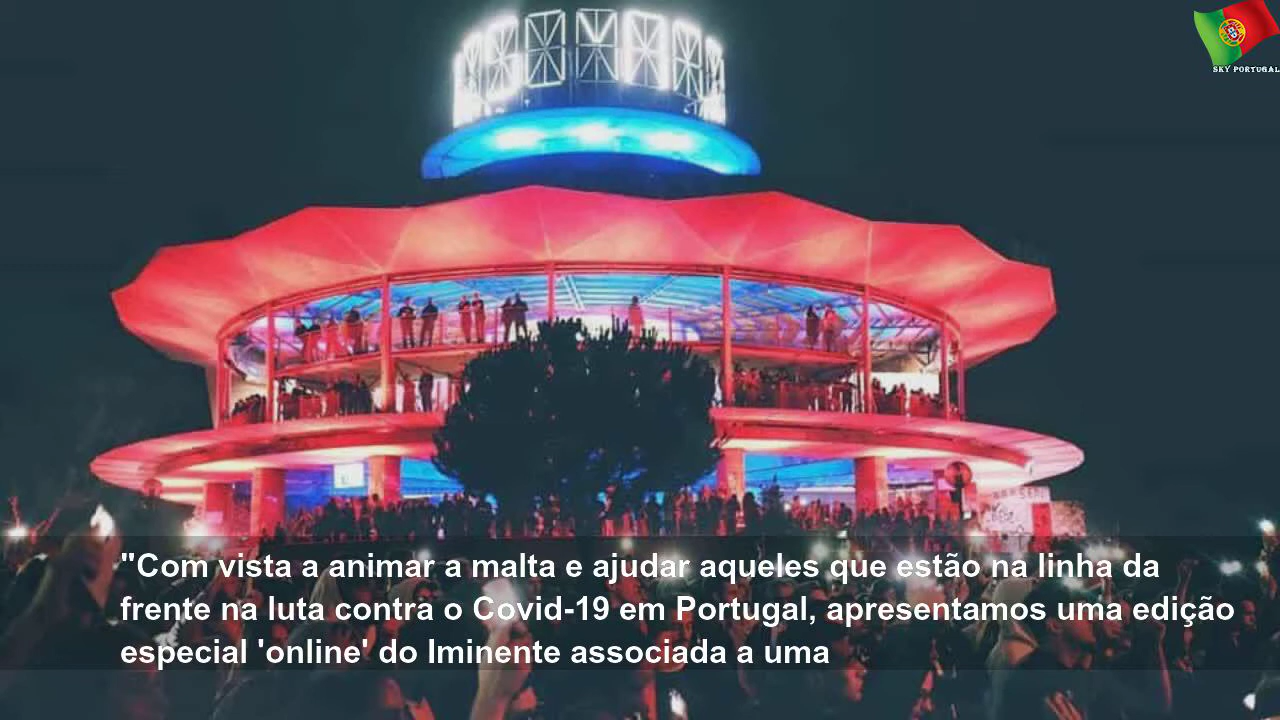 SKY PORTUGAL
"Com vista a animar a malta e ajudar aqueles que estão na linha da
frente na luta contra o Covid-19 em Portugal, apresentamos uma edição
especial 'online' do Iminente associada a uma